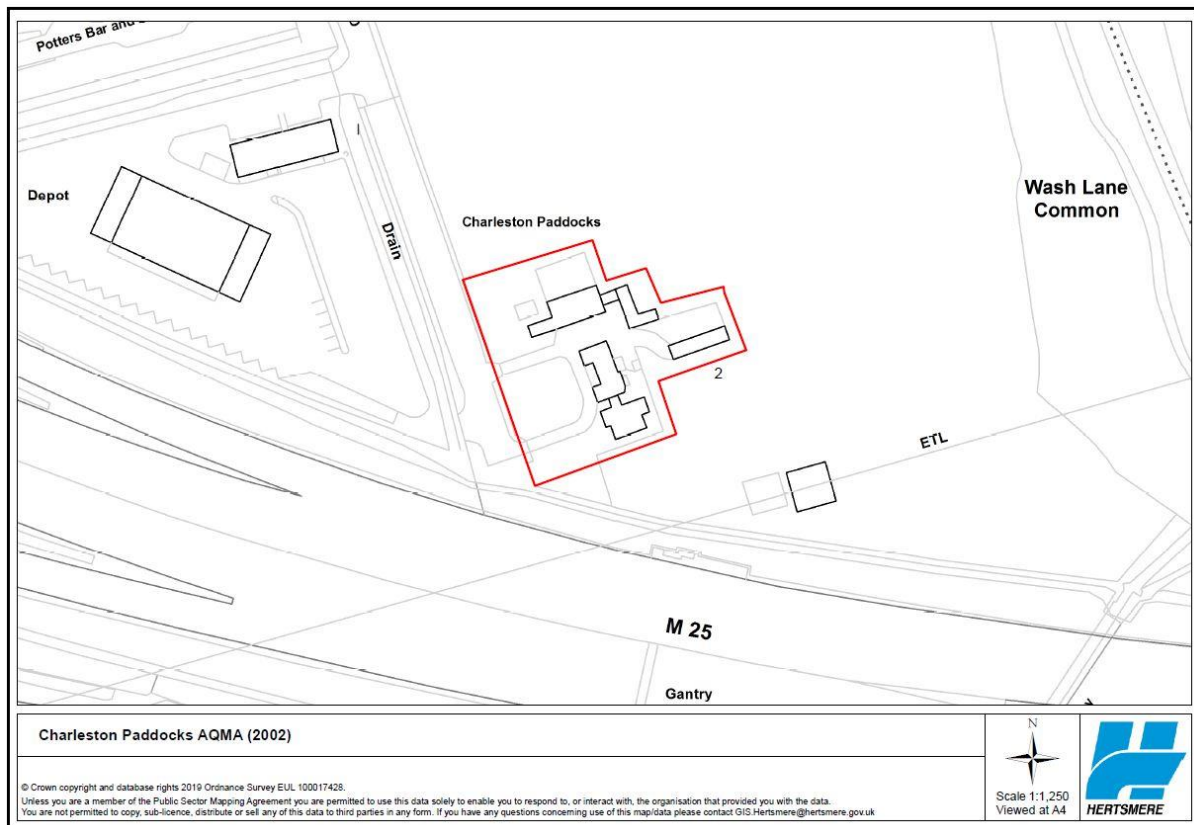 Potters Bar and
Depot
Drain
Charleston Paddocks
Wash Lane
Common
2
ETL
M 25
Gantry
Charleston Paddocks AQMA (2002)
© Crown copyright and database rights 2019 Ordnance Survey EUL 100017428.
Unless you are a member of the Public Sector Mapping Agreement you are permitted to use this data solely to enable you to respond to, or interact with, the organisation that provided you with the data.
You are not permitted to copy, sub-licence, distribute or sell any of this data to third parties in any form. If you have any questions concerning use of this map/data please contact GIS.Hertsmere@hertsmere.gov.uk
N
Scale 1:1,250
Viewed at A4
HERTSMERE